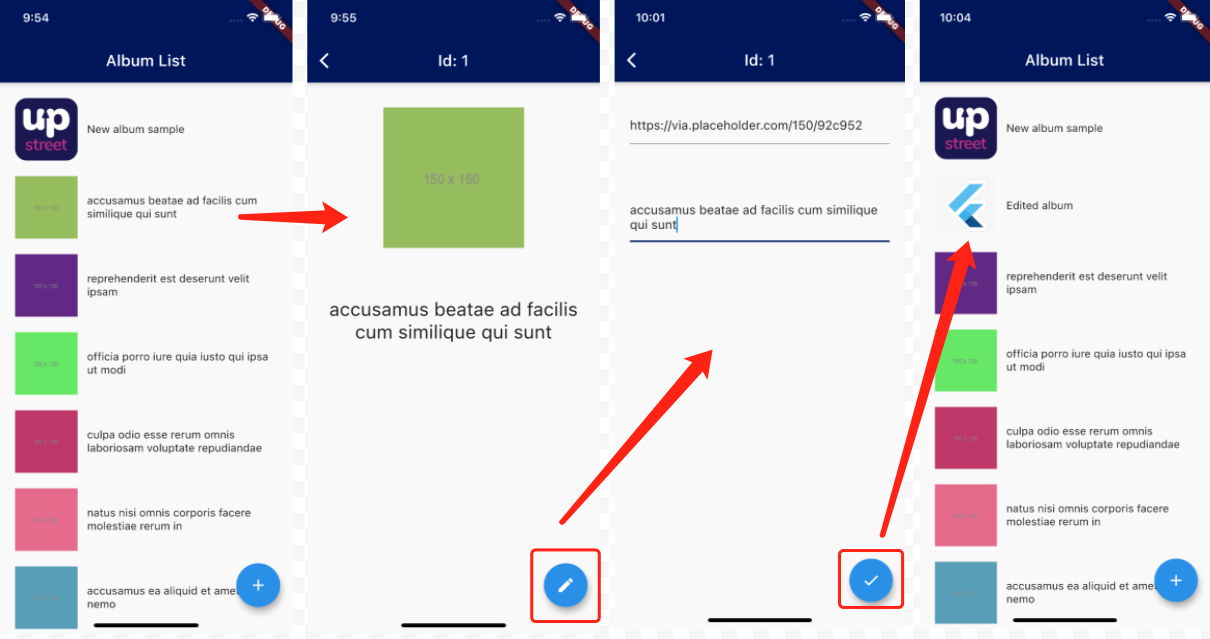 9:54
DEBUG
Album List
up
street
New album sample
150 x 150
accusamus beatae ad facilis cum
similique qui sunt
150 x 150
reprehenderit est deserunt velit
ipsam
150 x 150
officia porro iure quia iusto qui ipsa
ut modi
150 x 150
culpa odio esse rerum omnis
laboriosam voluptate repudiandae
150 x 150
natus nisi omnis corporis facere
molestiae rerum in
accusamus ea aliquid et ame
nemo
9:55
DEBUG
Id: 1
150 x 150
accusamus beatae ad facilis
cum similique qui sunt
10:01
DEBUG
Id: 1
https://via.placeholder.com/150/92c952
accusamus beatae ad facilis cum similique
qui sunt
10:04
DEBUG
Album List
up
street
New album sample
Edited album
reprehenderit est deserunt velit
ipsam
150 x 150
officia porro iure quia iusto qui ipsa
ut modi
150 x 150
culpa odio esse rerum omnis
laboriosam voluptate repudiandae
150 x 150
natus nisi omnis corporis facere
molestiae rerum in
accusamus ea aliquid et ame
nemo